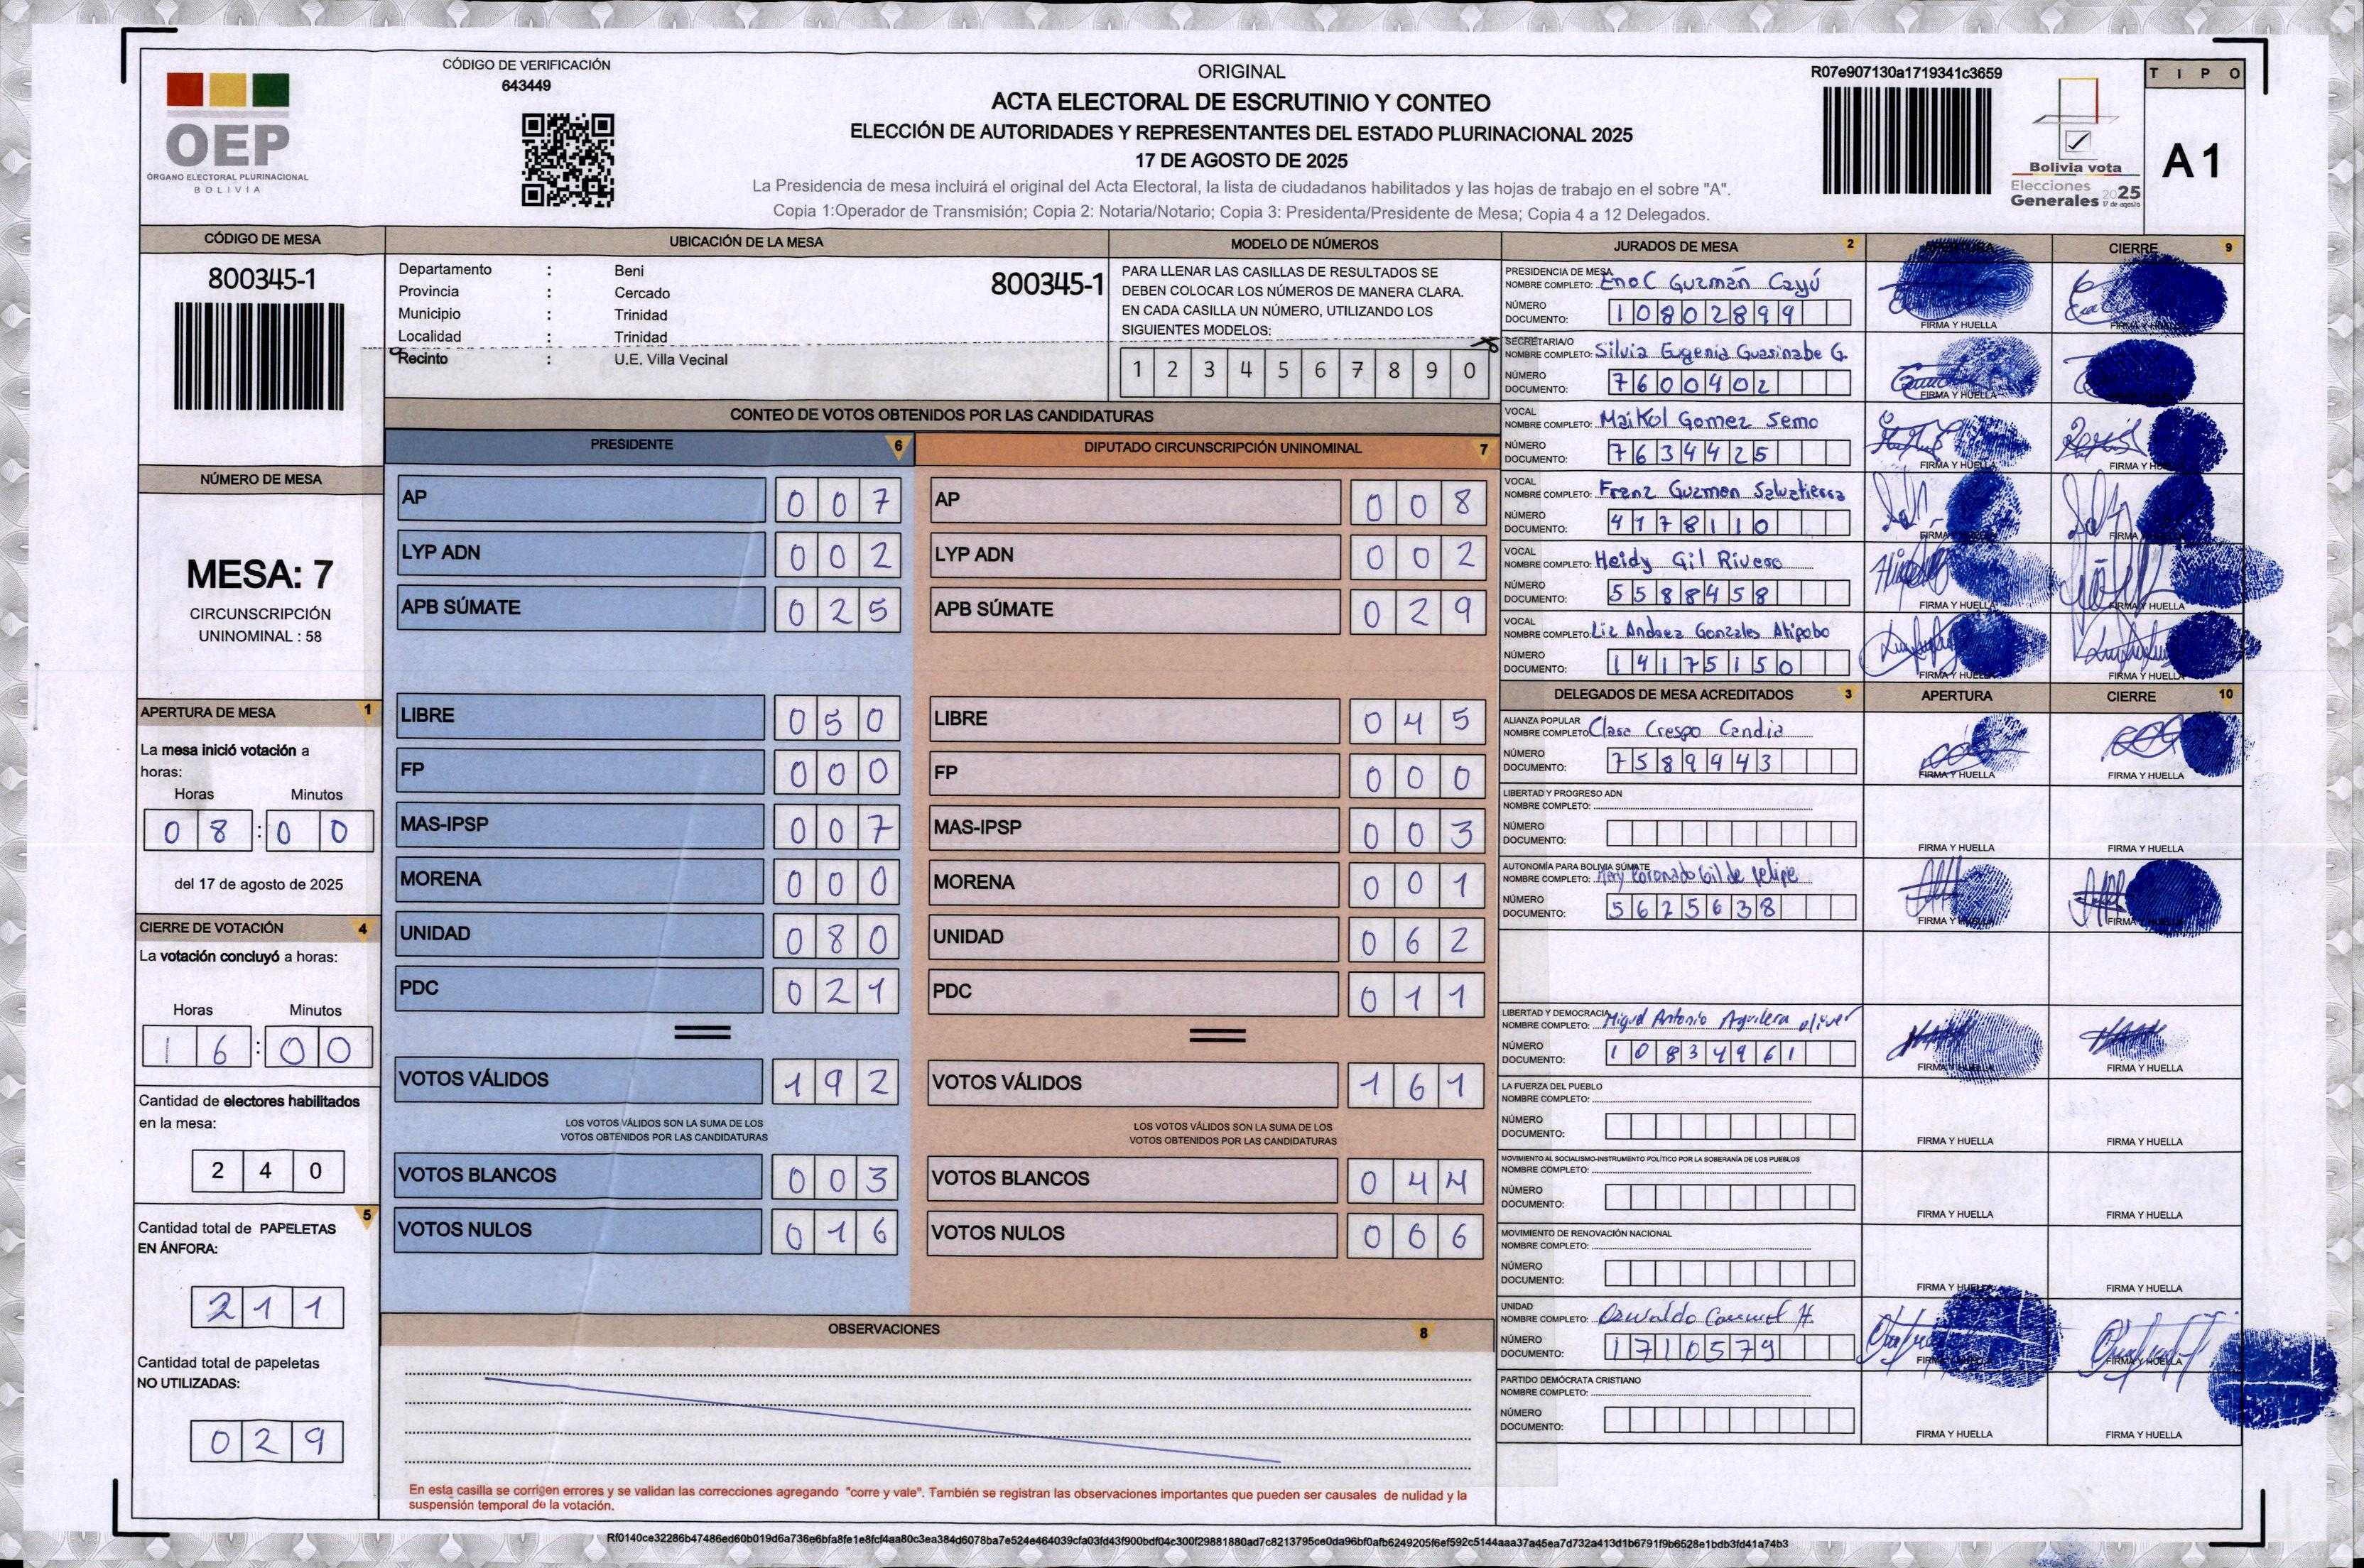 CÓDIGO DE VERIFICACIÓN
643449
OEP
ÓRGANO ELECTORAL PLURINACIONAL
BOLIVIA
ORIGINAL
ACTA ELECTORAL DE ESCRUTINIO Y CONTEO
ELECCIÓN DE AUTORIDADES Y REPRESENTANTES DEL ESTADO PLURINACIONAL 2025
17 DE AGOSTO DE 2025
La Presidencia de mesa incluirá el original del Acta Electoral, la lista de ciudadanos habilitados y las hojas de trabajo en el sobre "A".
Copia 1:Operador de Transmisión; Copia 2: Notaria/Notario; Copia 3: Presidenta/Presidente de Mesa; Copia 4 a 12 Delegados.
R07e907130a1719341c3659
Bolivia vota
Elecciones
Generales 2025
17 de agosto
TIPO
A1
CÓDIGO DE MESA
800345-1
NÚMERO DE MESA
MESA: 7
CIRCUNSCRIPCIÓN
UNINOMINAL : 58
APERTURA DE MESA 1
La mesa inició votación a
horas:
Horas Minutos
08:00
del 17 de agosto de 2025
CIERRE DE VOTACIÓN 4
La votación concluyó a horas:
Horas Minutos
16:00
Cantidad de electores habilitados
en la mesa:
240
5
Cantidad total de PAPELETAS
EN ÁNFORA:
211
Cantidad total de papeletas
NO UTILIZADAS:
029
UBICACIÓN DE LA MESA
Departamento : Beni
800345-1
Provincia : Cercado
Municipio : Trinidad
Localidad : Trinidad
Recinto : U.E. Villa Vecinal
MODELO DE NÚMEROS
PARA LLENAR LAS CASILLAS DE RESULTADOS SE
DEBEN COLOCAR LOS NÚMEROS DE MANERA CLARA.
EN CADA CASILLA UN NÚMERO, UTILIZANDO LOS
SIGUIENTES MODELOS:
1 2 3 4 5 6 7 8 9 0
CONTEO DE VOTOS OBTENIDOS POR LAS CANDIDATURAS
PRESIDENTE 6
AP 007
LYP ADN 002
APB SÚMATE 025
LIBRE 050
FP 000
MAS-IPSP 007
MORENA 000
UNIDAD 080
PDC 021
VOTOS VÁLIDOS 192
LOS VOTOS VÁLIDOS SON LA SUMA DE LOS
VOTOS OBTENIDOS POR LAS CANDIDATURAS
VOTOS BLANCOS 003
VOTOS NULOS 016
DIPUTADO CIRCUNSCRIPCIÓN UNINOMINAL 7
AP 008
LYP ADN 002
APB SÚMATE 029
LIBRE 045
FP 000
MAS-IPSP 003
MORENA 001
UNIDAD 062
PDC 011
VOTOS VÁLIDOS 161
LOS VOTOS VÁLIDOS SON LA SUMA DE LOS
VOTOS OBTENIDOS POR LAS CANDIDATURAS
VOTOS BLANCOS 044
VOTOS NULOS 006
OBSERVACIONES 8
En esta casilla se corrigen errores y se validan las correcciones agregando "corre y vale". También se registran las observaciones importantes que pueden ser causales de nulidad y la
suspensión temporal de la votación.
JURADOS DE MESA 2 APERTURA CIERRE 9
PRESIDENCIA DE MESA
NOMBRE COMPLETO: Enoc Guzmán Cayú
NÚMERO
DOCUMENTO: 10802899
FIRMA Y HUELLA FIRMA Y HUELLA
SECRETARIA/O
NOMBRE COMPLETO: Silvia Eugenia Guasinabe G.
NÚMERO
DOCUMENTO: 7600402
FIRMA Y HUELLA
VOCAL
NOMBRE COMPLETO: Maikol Gomez Semo
NÚMERO
DOCUMENTO: 7634425
FIRMA Y HUELLA FIRMA Y HUELLA
VOCAL
NOMBRE COMPLETO: Franz Guzman Salvatierra
NÚMERO
DOCUMENTO: 4178110
FIRMA FIRMA
VOCAL
NOMBRE COMPLETO: Heidy Gil Rivero
NÚMERO
DOCUMENTO: 5588458
FIRMA Y HUELLA FIRMA Y HUELLA
VOCAL
NOMBRE COMPLETO: Liz Andrea Gonzales Atipobo
NÚMERO
DOCUMENTO: 14175150
FIRMA Y HUELLA FIRMA Y HUELLA
DELEGADOS DE MESA ACREDITADOS 3 APERTURA CIERRE 10
ALIANZA POPULAR
NOMBRE COMPLETO: Clara Crespo Candia
NÚMERO
DOCUMENTO: 7589443
FIRMA Y HUELLA FIRMA Y HUELLA
LIBERTAD Y PROGRESO ADN
NOMBRE COMPLETO:
NÚMERO
DOCUMENTO:
FIRMA Y HUELLA FIRMA Y HUELLA
AUTONOMÍA PARA BOLIVIA SÚMATE
NOMBRE COMPLETO: Mery Coronado Gil de Felipe
NÚMERO
DOCUMENTO: 5625638
FIRMA Y HUELLA FIRMA
LIBERTAD Y DEMOCRACIA
NOMBRE COMPLETO: Miguel Antonio Aguilera oliver
NÚMERO
DOCUMENTO: 10834961
FIRMA Y HUELLA FIRMA Y HUELLA
LA FUERZA DEL PUEBLO
NOMBRE COMPLETO:
NÚMERO
DOCUMENTO:
FIRMA Y HUELLA FIRMA Y HUELLA
MOVIMIENTO AL SOCIALISMO-INSTRUMENTO POLÍTICO POR LA SOBERANÍA DE LOS PUEBLOS
NOMBRE COMPLETO:
NÚMERO
DOCUMENTO:
FIRMA Y HUELLA FIRMA Y HUELLA
MOVIMIENTO DE RENOVACIÓN NACIONAL
NOMBRE COMPLETO:
NÚMERO
DOCUMENTO:
FIRMA Y HUELLA FIRMA Y HUELLA
UNIDAD
NOMBRE COMPLETO: Oswaldo H.
NÚMERO
DOCUMENTO: 1710579
FIRMA FIRMA Y HUELLA
PARTIDO DEMÓCRATA CRISTIANO
NOMBRE COMPLETO:
NÚMERO
DOCUMENTO:
FIRMA Y HUELLA FIRMA Y HUELLA